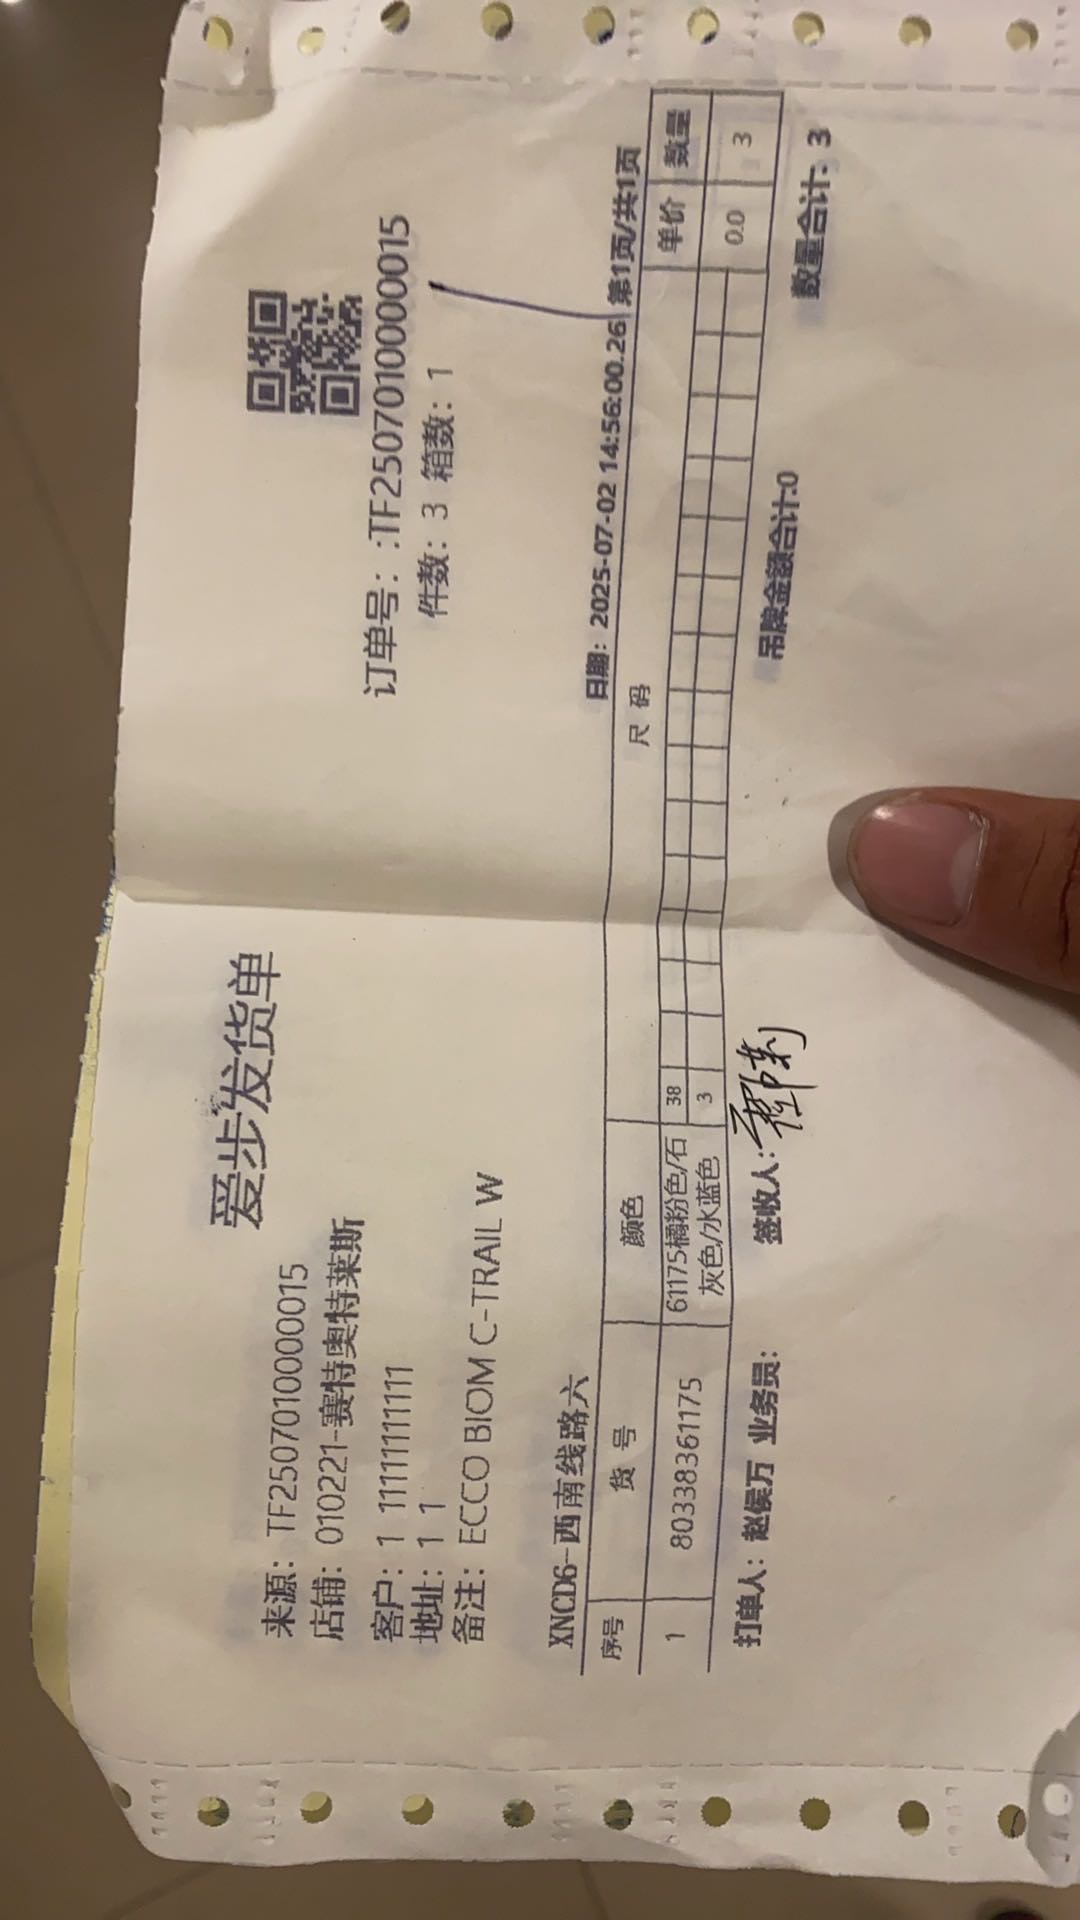 爱步发货单
来源：TF250701000015
店铺：010221-赛特奥特莱斯
客户：1 11111111111
地址：1 1
备注：ECCO BIOM C-TRAIL W
订单号：:TF250701000015
件数：3 箱数：1
XNCD6-西南线路六 日期：2025-07-02 14:56:00.26 第1页/共1页
序号 货号 颜色 尺码 单价 数量
38
1 80338361175 61175橘粉色/石灰色/水蓝色 3 0.0 3
打单人：赵侯万 业务员： 签收人： 吊牌金额合计:0 数量合计：3